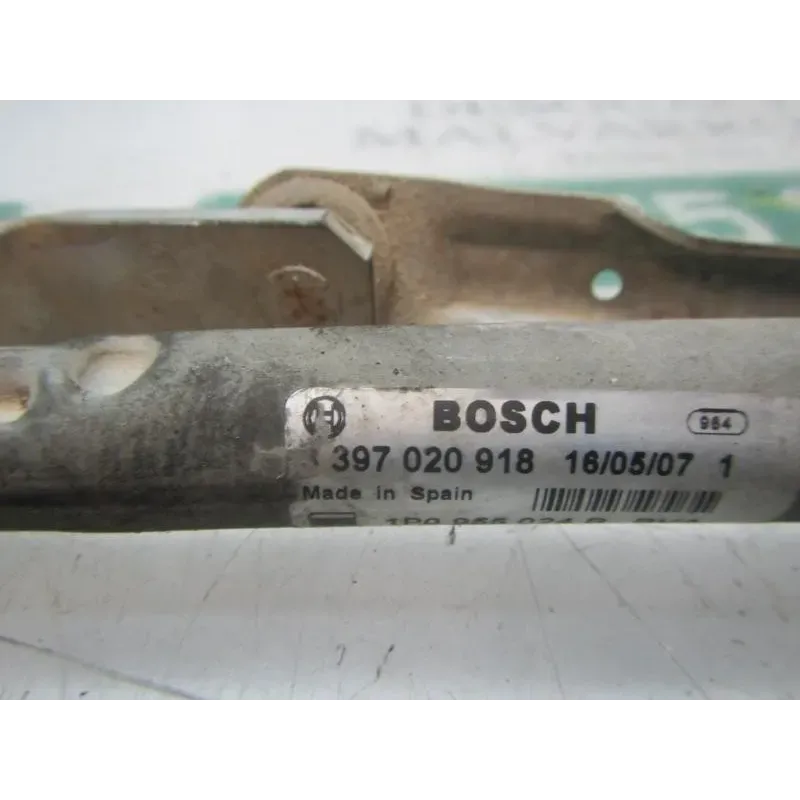 BOSCH 964
397 020 918 16/05/07 1
Made in Spain